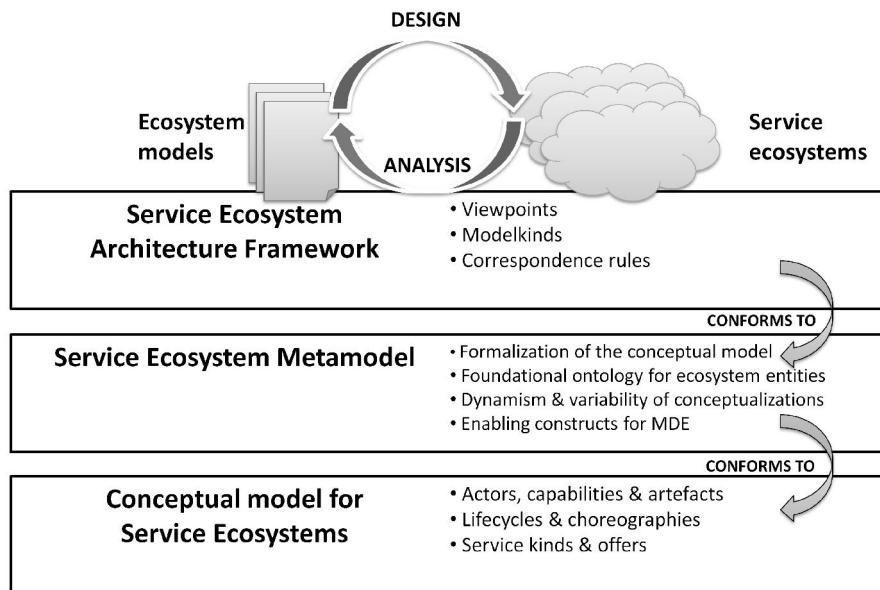 DESIGN
Ecosystem
models
ANALYSIS
Service
ecosystems
Service Ecosystem
Architecture Framework
• Viewpoints
• Modelkinds
• Correspondence rules
CONFORMS TO
Service Ecosystem Metamodel
• Formalization of the conceptual model
• Foundational ontology for ecosystem entities
• Dynamism & variability of conceptualizations
• Enabling constructs for MDE
CONFORMS TO
Conceptual model for
Service Ecosystems
• Actors, capabilities & artefacts
• Lifecycles & choreographies
• Service kinds & offers